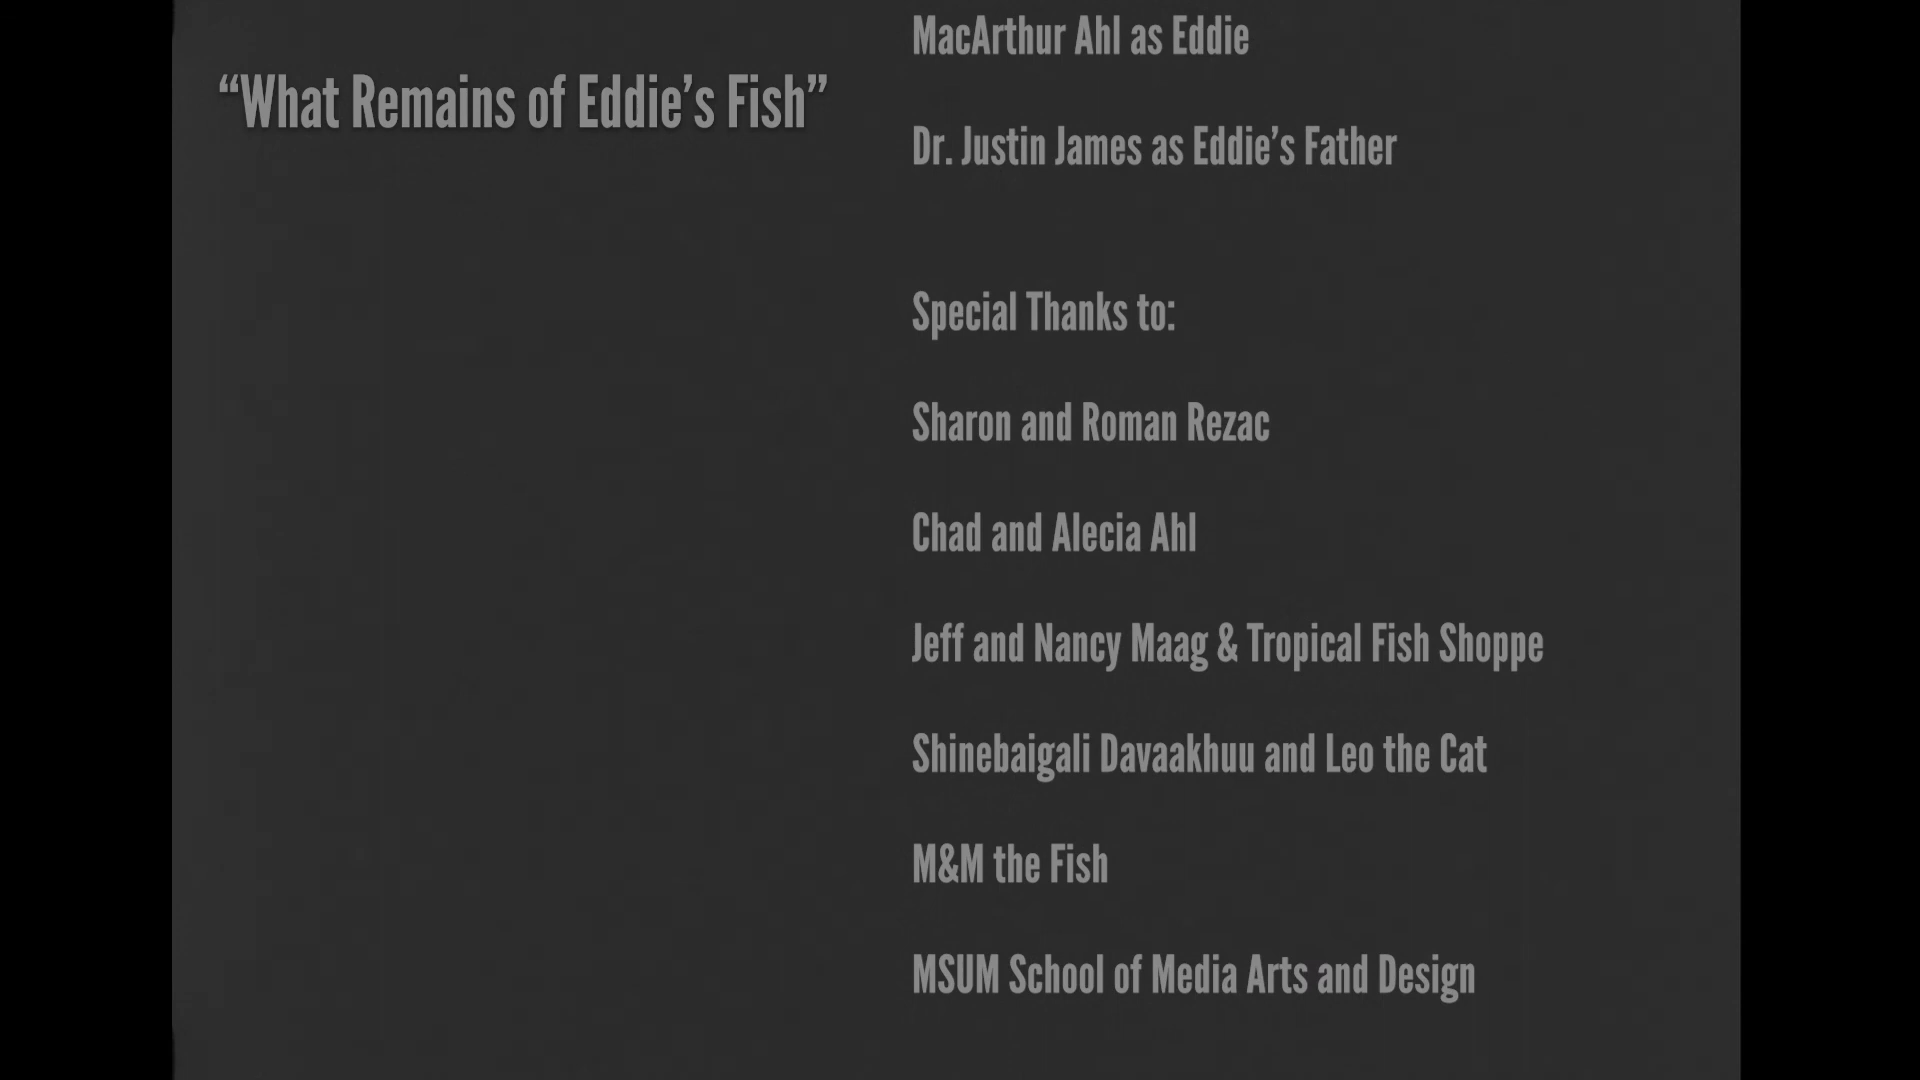 “What Remains of Eddie’s Fish”
MacArthur Ahl as Eddie
Dr. Justin James as Eddie’s Father
Special Thanks to:
Sharon and Roman Rezac
Chad and Alecia Ahl
Jeff and Nancy Maag & Tropical Fish Shoppe
Shinebaigali Davaakhuu and Leo the Cat
M&M the Fish
MSUM School of Media Arts and Design